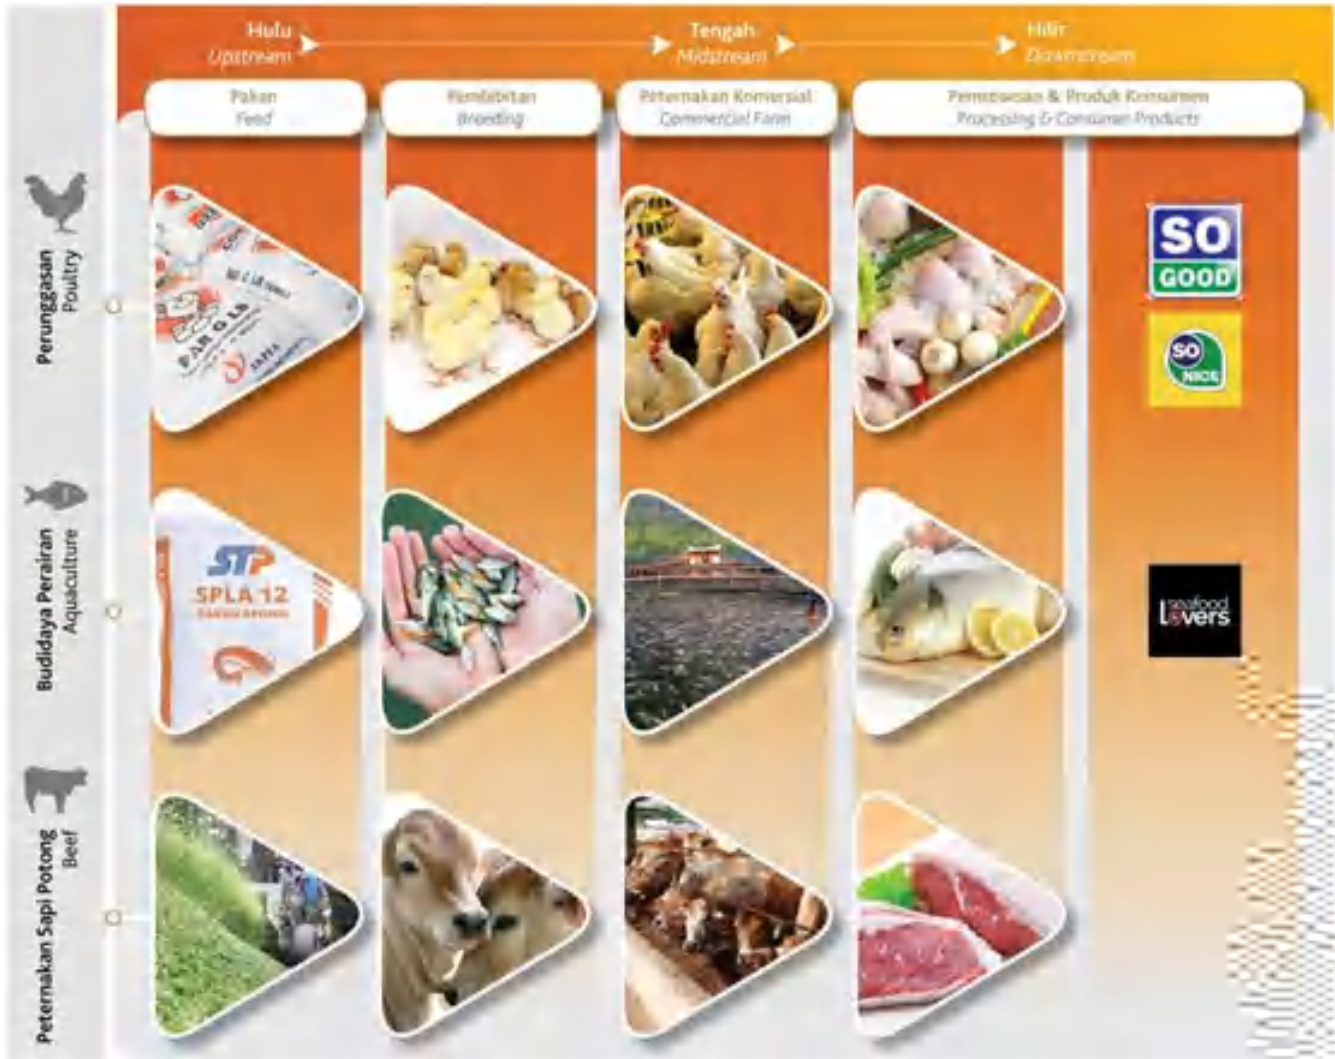 Hulu
Upstream
Tengah
Midstream
Hilir
Downstream
Pakan
Feed
Pembibitan
Breeding
Peternakan Komersial
Commercial Farm
Pemrosesan & Produk Konsumen
Processing & Consumer Products
Perunggasan
Poultry
PAR G
JAPFA
SO
GOOD
SO
NICE
Budidaya Perairan
Aquaculture
STP
SPLA 12
seafood
Lovers
Peternakan Sapi Potong
Beef